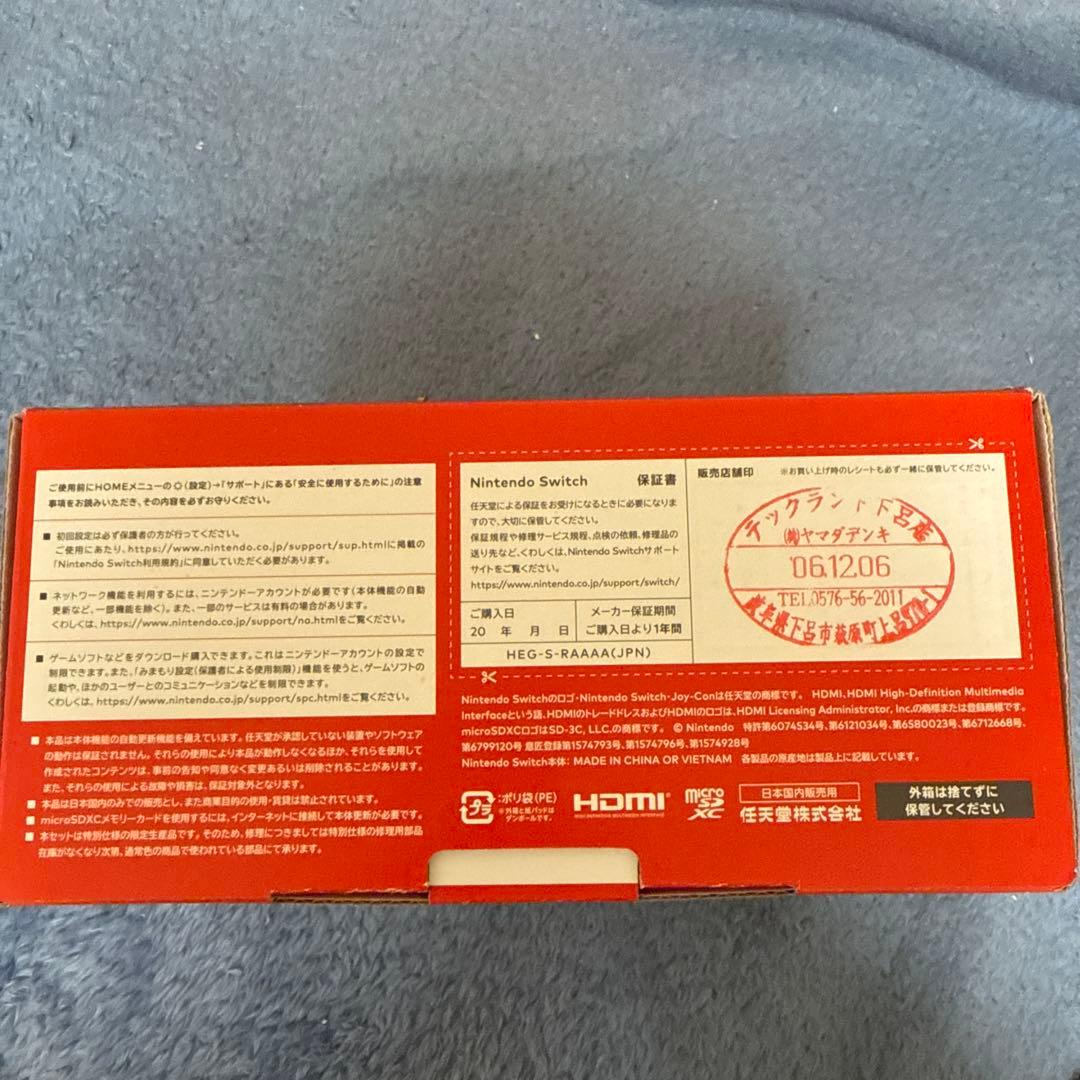 ご使用前にHOMEメニューの(設定)→「サポート」にある「安全に使用するために」の注意
事項をお読みいただき、その内容を必ずお守りください。
■ 初回設定は必ず保護者の方が行ってください。
ご使用にあたり、https://www.nintendo.co.jp/support/sup.htmlに掲載の
「Nintendo Switch利用規約」に同意していただく必要があります。
■ ネットワーク機能を利用するには、ニンテンドーアカウントが必要です(本体機能の自動
更新など、一部機能を除く)。また、一部のサービスは有料の場合があります。
くわしくは、https://www.nintendo.co.jp/support/na.htmlをご覧ください。
■ ゲームソフトなどをダウンロード購入できます。これはニンテンドーアカウントの設定で
制限できます。また、「みまもり設定(保護者による使用制限)」機能を使うと、ゲームソフトの
起動や、ほかのユーザーとのコミュニケーションなどを制限できます。
くわしくは、https://www.nintendo.co.jp/support/spc.htmlをご覧ください。
■ 本品は本体機能の自動更新機能を備えています。任天堂が承認していない装置やソフトウェア
の動作は保証されません。それらの使用により本品が動作しなくなるほか、それらを使用して
作成されたコンテンツは、事前の告知や同意なく変更あるいは削除されることがあります。
また、それらの使用による故障や損害は、保証対象外となります。
■ 本品は日本国内のみでの販売とし、また商業目的の使用・賃貸は禁止されています。
■ microSDXCメモリーカードを使用するには、インターネットに接続して本体更新が必要です。
■ 本セットは特別仕様の限定生産品です。そのため、修理につきましては特別仕様の修理用部品
在庫がなくなり次第、通常色の商品で使われている部品にて承ります。
Nintendo Switch 保証書
任天堂による保証をお受けになるときに必要になりま
すので、大切に保管してください。
保証規程や修理サービス規程、点検の依頼、修理品の
送り先など、くわしくは、Nintendo Switchサポート
サイトをご覧ください。
https://www.nintendo.co.jp/support/switch/
ご購入日
20 年 月 日
メーカー保証期間
ご購入日より1年間
HEG-S-RAAAA(JPN)
販売店舗印
※お買い上げ時のレシートも必ず一緒に保管してください。
テックランド下呂店
(株)ヤマダデンキ
'06.12.06
TEL.0576-56-2011
岐阜県下呂市萩原町上呂
Nintendo Switchのロゴ・Nintendo Switch・Joy-Conは任天堂の商標です。 HDMI、HDMI High-Definition Multimedia
Interfaceという語、HDMIのトレードドレスおよびHDMIのロゴは、HDMI Licensing Administrator, Inc.の商標または登録商標です。
microSDXCロゴはSD-3C, LLC.の商標です。 © Nintendo 特許第6074534号、第6121034号、第6580023号、第6712668号、
第6799120号 意匠登録第1574793号、第1574796号、第1574928号
Nintendo Switch本体: MADE IN CHINA OR VIETNAM 各製品の原産地は製品上に記載しています。
プラ
:ポリ袋(PE)
※外箱と紙パッドは
ダンボールです。
HDMI
HIGH-DEFINITION MULTIMEDIA INTERFACE
micro
SD
XC
日本国内販売用
任天堂株式会社
外箱は捨てずに
保管してください